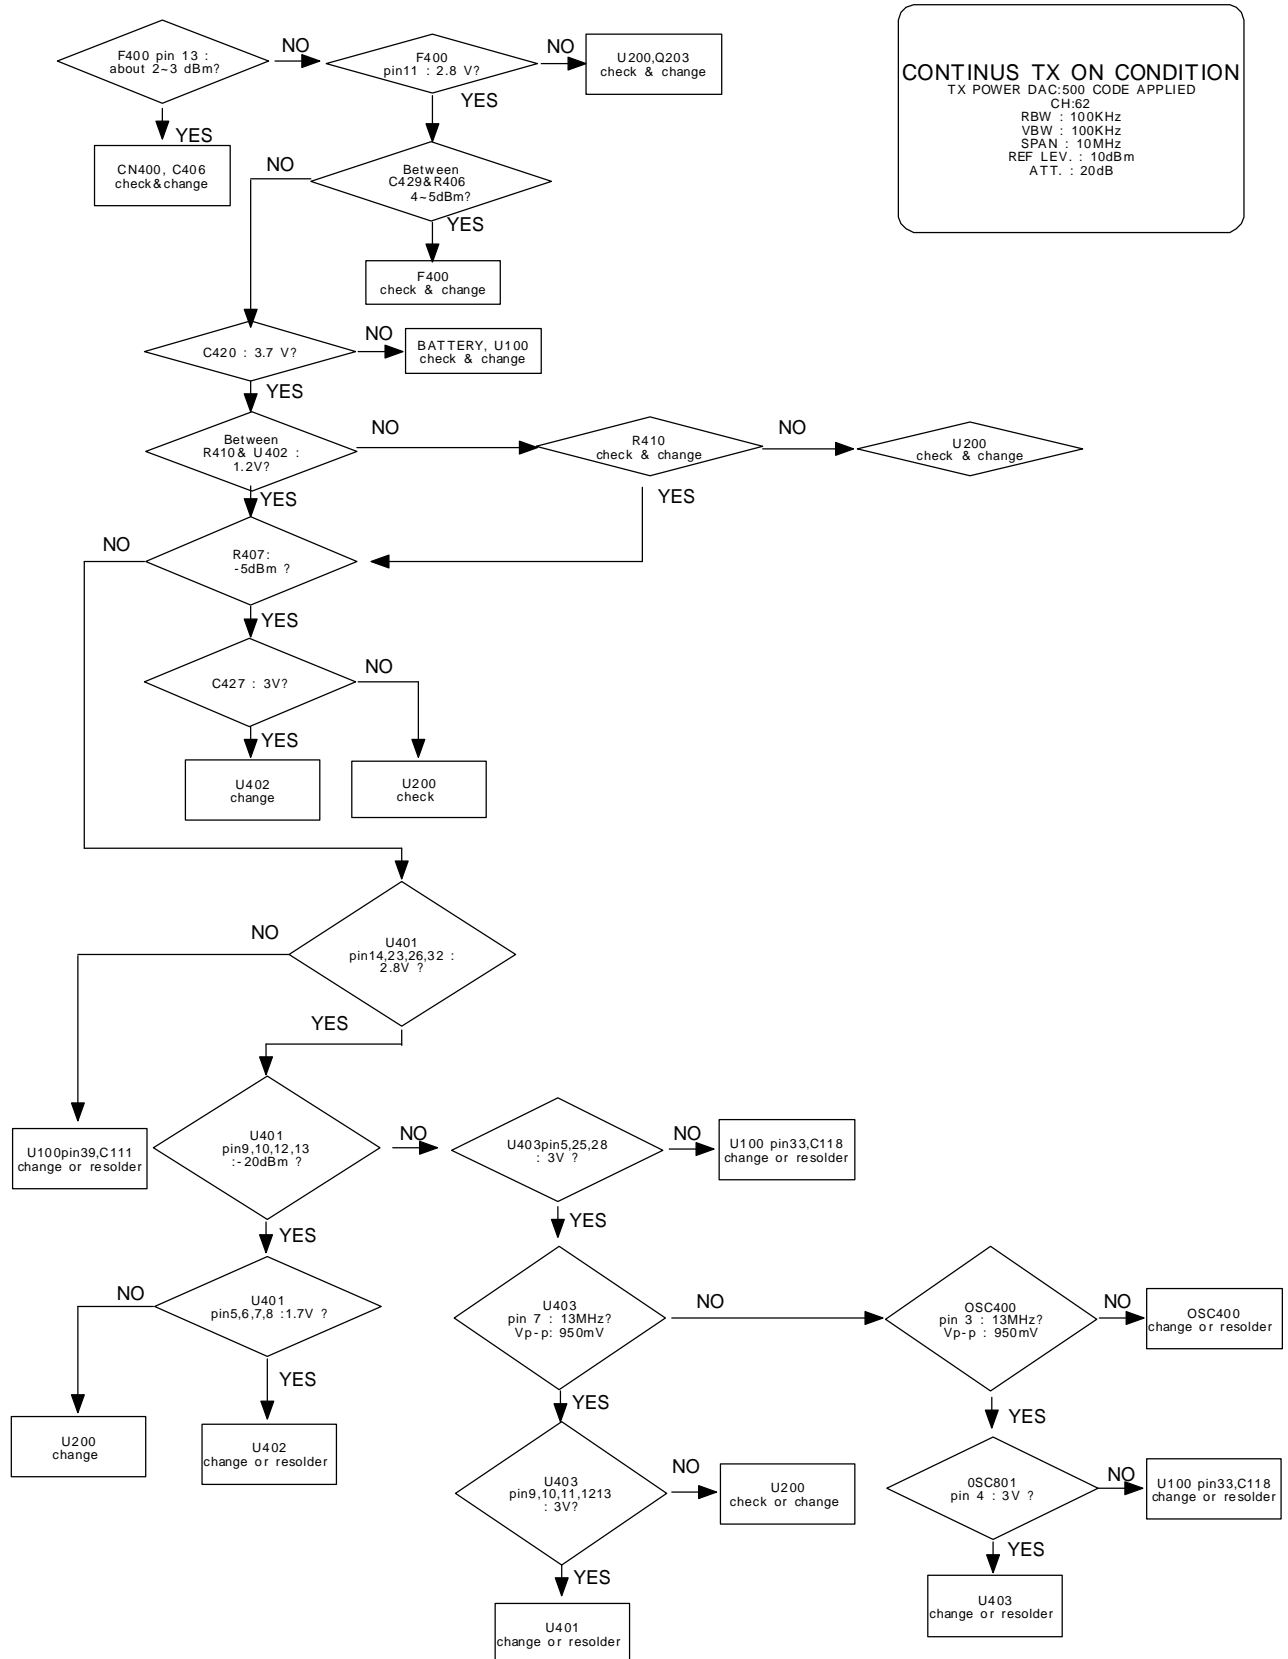 F400 pin 13 :
about 2~3 dBm?
NO
F400
pin11 : 2.8 V?
NO
U200,Q203
check & change
CONTINUS TX ON CONDITION
TX POWER DAC:500 CODE APPLIED
CH:62
RBW : 100KHz
VBW : 100KHz
SPAN : 10MHz
REF LEV. : 10dBm
ATT. : 20dB
YES
YES
CN400, C406
check&change
NO
Between
C429&R406
4~5dBm?
YES
F400
check & change
C420 : 3.7 V?
NO
BATTERY, U100
check & change
YES
Between
R410& U402 :
1.2V?
NO
R410
check & change
NO
U200
check & change
YES
YES
NO
R407:
-5dBm ?
YES
C427 : 3V?
NO
YES
U402
change
U200
check
NO
U401
pin14,23,26,32 :
2.8V ?
YES
U100pin39,C111
change or resolder
U401
pin9,10,12,13
:-20dBm ?
NO
U403pin5,25,28
: 3V ?
NO
U100 pin33,C118
change or resolder
YES
YES
NO
U401
pin5,6,7,8 :1.7V ?
U403
pin 7 : 13MHz?
Vp-p: 950mV
NO
OSC400
pin 3 : 13MHz?
Vp-p : 950mV
NO
OSC400
change or resolder
YES
YES
YES
U200
change
U402
change or resolder
U403
pin9,10,11,1213
: 3V?
NO
U200
check or change
0SC801
pin 4 : 3V ?
NO
U100 pin33,C118
change or resolder
YES
YES
U401
change or resolder
U403
change or resolder